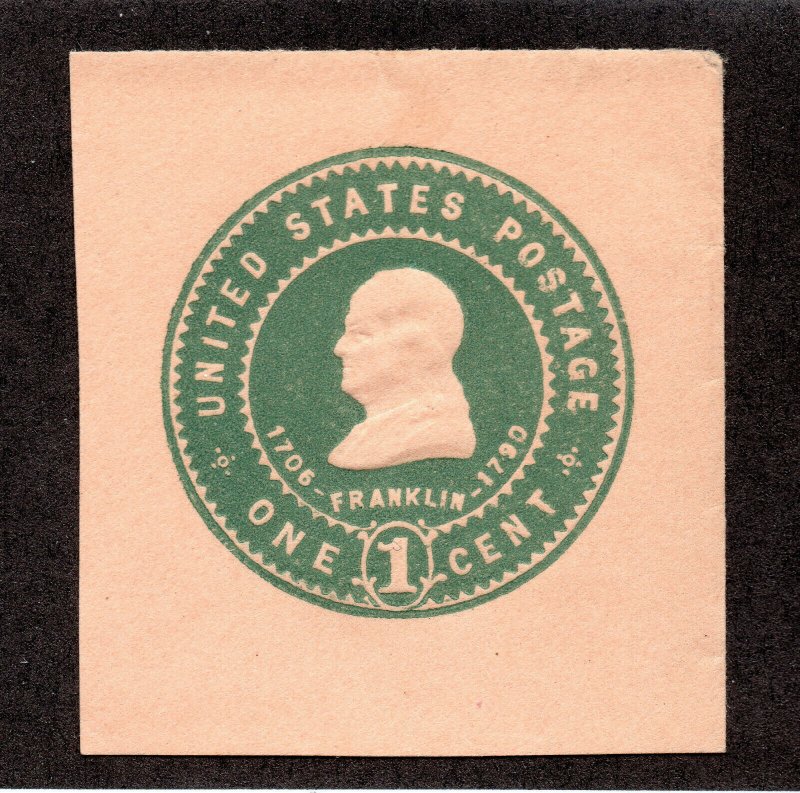 UNITED STATES POSTAGE
1706-FRANKLIN-1790
ONE 1 CENT